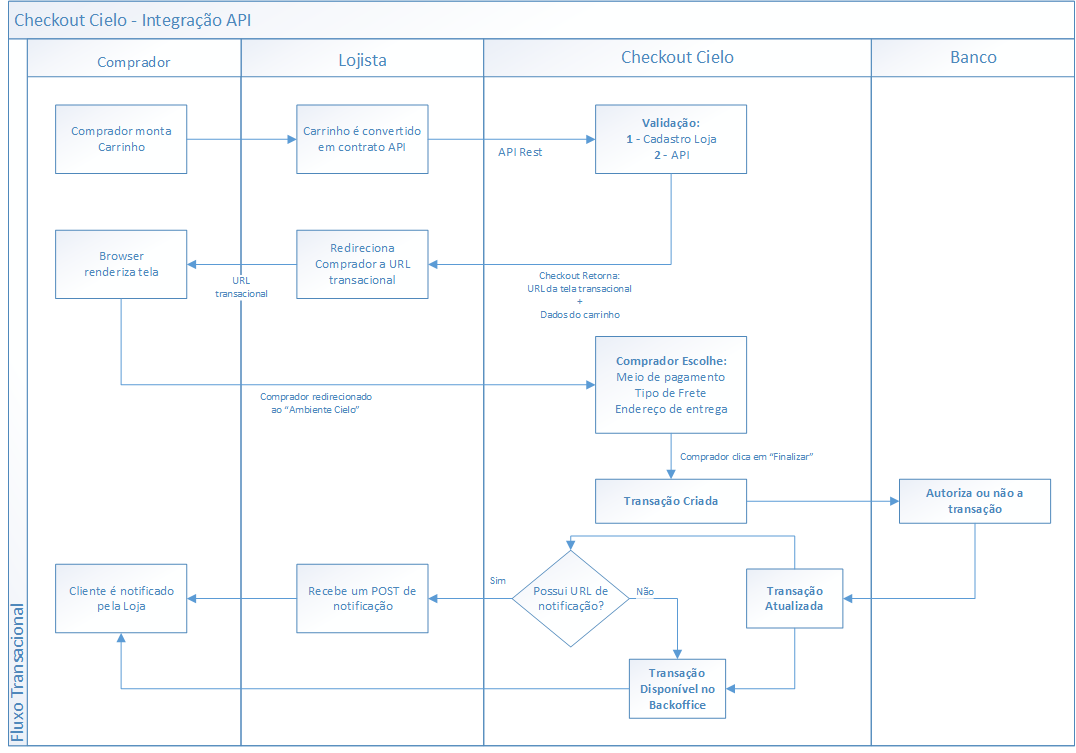 Checkout Cielo - Integração API
Comprador
Lojista
Checkout Cielo
Banco
Fluxo Transacional
Comprador monta
Carrinho
Carrinho é convertido
em contrato API
API Rest
Validação:
1 - Cadastro Loja
2 - API
Browser
renderiza tela
URL
transacional
Redireciona
Comprador a URL
transacional
Checkout Retorna:
URL da tela transacional
+
Dados do carrinho
Comprador redirecionado
ao “Ambiente Cielo”
Comprador Escolhe:
Meio de pagamento
Tipo de Frete
Endereço de entrega
Comprador clica em “Finalizar”
Transação Criada
Autoriza ou não a
transação
Cliente é notificado
pela Loja
Recebe um POST de
notificação
Sim
Possui URL de
notificação?
Não
Transação
Atualizada
Transação
Disponível no
Backoffice